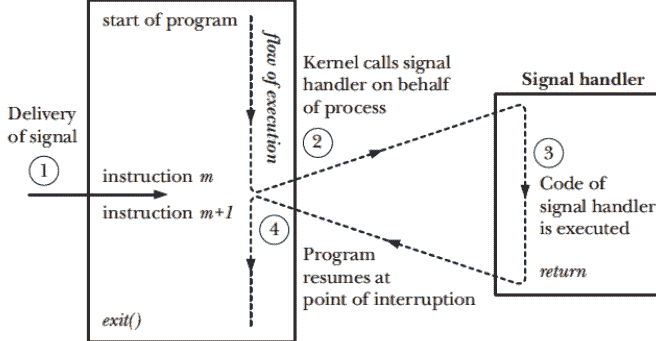 start of program
flow of execution
Kernel calls signal
handler on behalf
of process
2
Signal handler
Delivery
of signal
1
instruction m
instruction m+1
4
3
Code of
signal handler
is executed
return
Program
resumes at
point of interruption
exit()